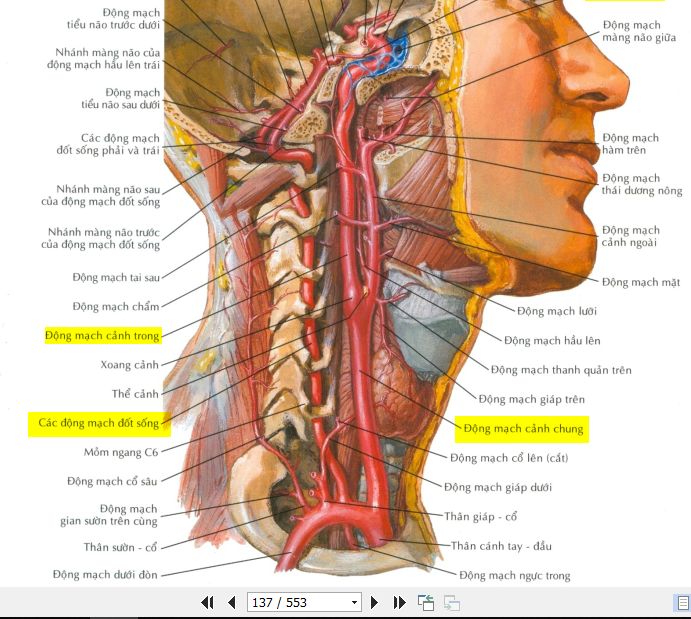 Động mạch
tiểu não trước dưới
Nhánh màng não của
động mạch hầu lên trái
Động mạch
tiểu não sau dưới
Các động mạch
đốt sống phải và trái
Nhánh màng não sau
của động mạch đốt sống
Nhánh màng não trước
của động mạch đốt sống
Động mạch tai sau
Động mạch chẩm
Động mạch cảnh trong
Xoang cảnh
Thể cảnh
Các động mạch đốt sống
Mỏm ngang C6
Động mạch cổ sâu
Động mạch
gian sườn trên cùng
Thân sườn - cổ
Động mạch dưới đòn
Động mạch
màng não giữa
Động mạch
hàm trên
Động mạch
thái dương nông
Động mạch
cảnh ngoài
Động mạch mặt
Động mạch lưỡi
Động mạch hầu lên
Động mạch thanh quản trên
Động mạch giáp trên
Động mạch cảnh chung
Động mạch cổ lên (cắt)
Động mạch giáp dưới
Thân giáp - cổ
Thân cánh tay - đầu
Động mạch ngực trong
137 / 553